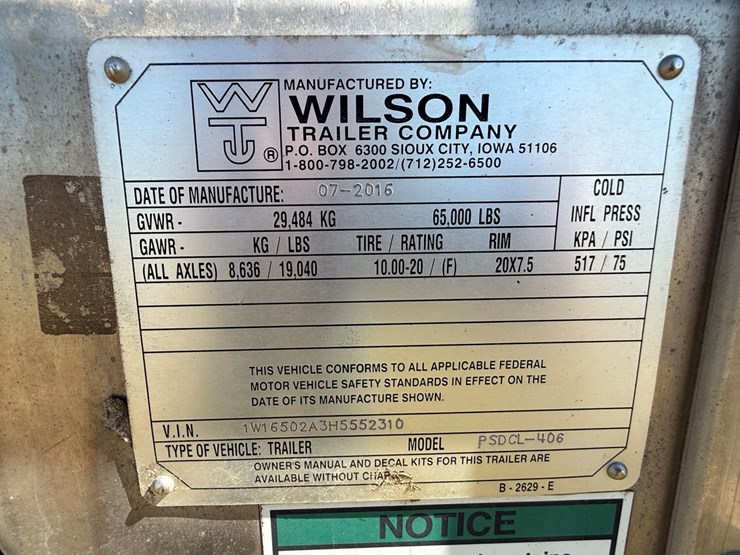 MANUFACTURED BY:
WILSON
TRAILER COMPANY
P.O. BOX 6300 SIOUX CITY, IOWA 51106
1-800-798-2002/(712)252-6500
WT ®
DATE OF MANUFACTURE: 07-2016 COLD
GVWR - 29,484 KG 65,000 LBS INFL PRESS
GAWR - KG / LBS TIRE / RATING RIM KPA / PSI
(ALL AXLES) 8,636 / 19,040 10.00-20 / (F) 20X7.5 517 / 75
THIS VEHICLE CONFORMS TO ALL APPLICABLE FEDERAL
MOTOR VEHICLE SAFETY STANDARDS IN EFFECT ON THE
DATE OF ITS MANUFACTURE SHOWN.
V.I.N. 1W16502A3H5552310
TYPE OF VEHICLE: TRAILER MODEL PSDCL-406
OWNER'S MANUAL AND DECAL KITS FOR THIS TRAILER ARE
AVAILABLE WITHOUT CHARGE
B - 2629 - E
NOTICE